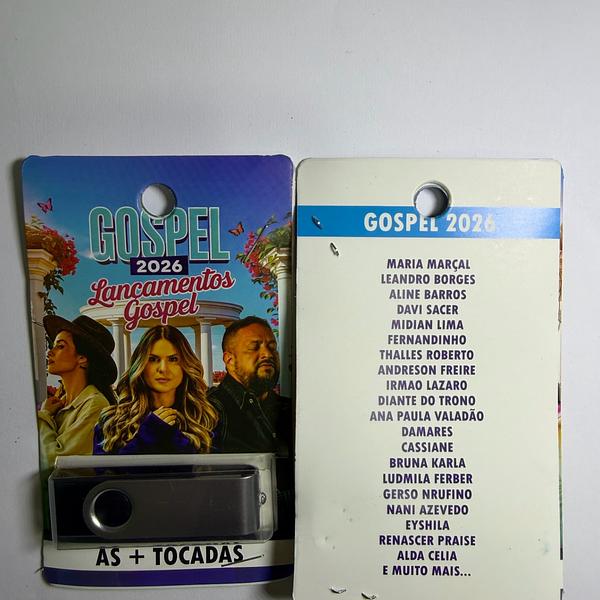 GOSPEL
2026
Lancamentos
Gospel
AS + TOCADAS
GOSPEL 2026
MARIA MARÇAL
LEANDRO BORGES
ALINE BARROS
DAVI SACER
MIDIAN LIMA
FERNANDINHO
THALLES ROBERTO
ANDRESON FREIRE
IRMAO LAZARO
DIANTE DO TRONO
ANA PAULA VALADÃO
DAMARES
CASSIANE
BRUNA KARLA
LUDMILA FERBER
GERSO NRUFINO
NANI AZEVEDO
EYSHILA
RENASCER PRAISE
ALDA CELIA
E MUITO MAIS...